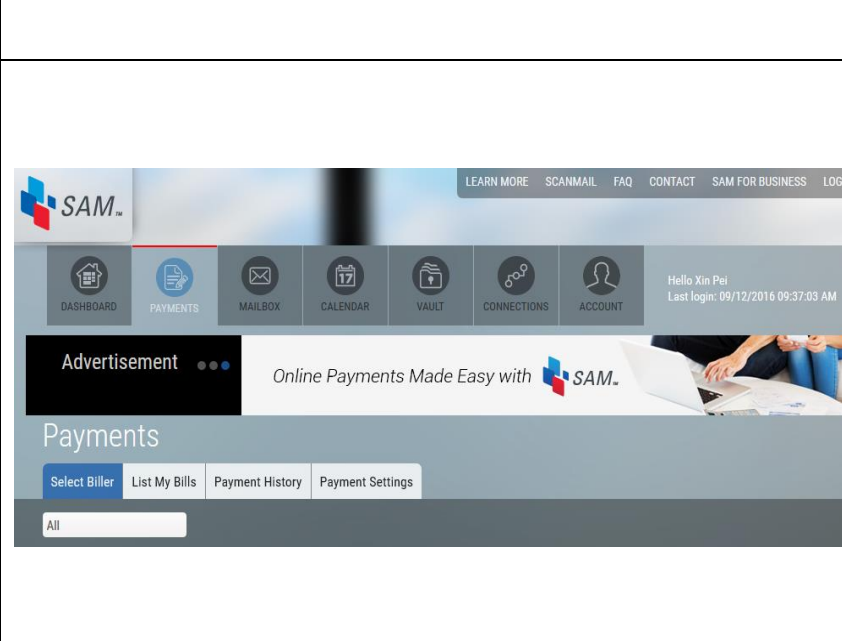 SAM™
LEARN MORE SCANMAIL FAQ CONTACT SAM FOR BUSINESS LOG
DASHBOARD PAYMENTS MAILBOX 17 CALENDAR VAULT CONNECTIONS ACCOUNT
Hello Xin Pei
Last login: 09/12/2016 09:37:03 AM
Advertisement
Online Payments Made Easy with SAM™
Payments
Select Biller List My Bills Payment History Payment Settings
All